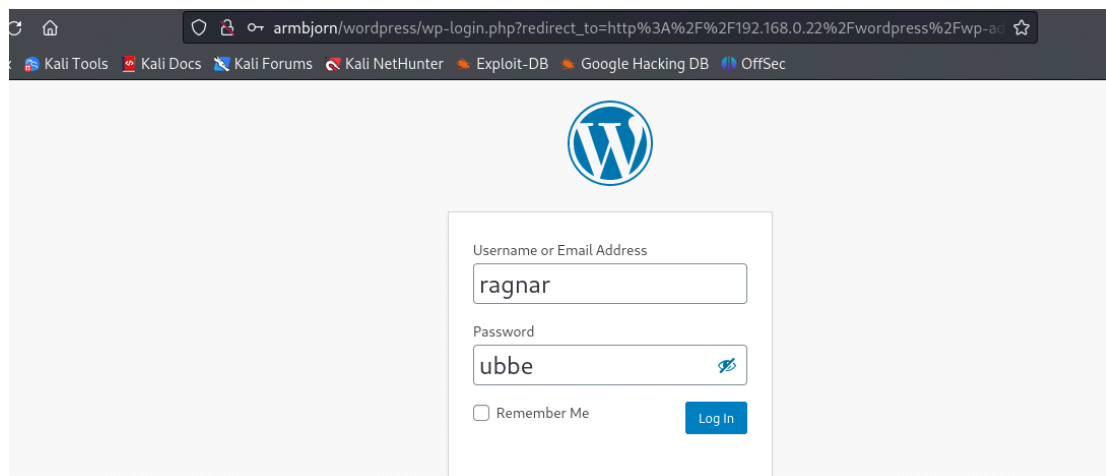 armbjorn/wordpress/wp-login.php?redirect_to=http%3A%2F%2F192.168.0.22%2Fwordpress%2Fwp-ad
Kali Tools Kali Docs Kali Forums Kali NetHunter Exploit-DB Google Hacking DB OffSec
Username or Email Address
ragnar
Password
ubbe
Remember Me Log In